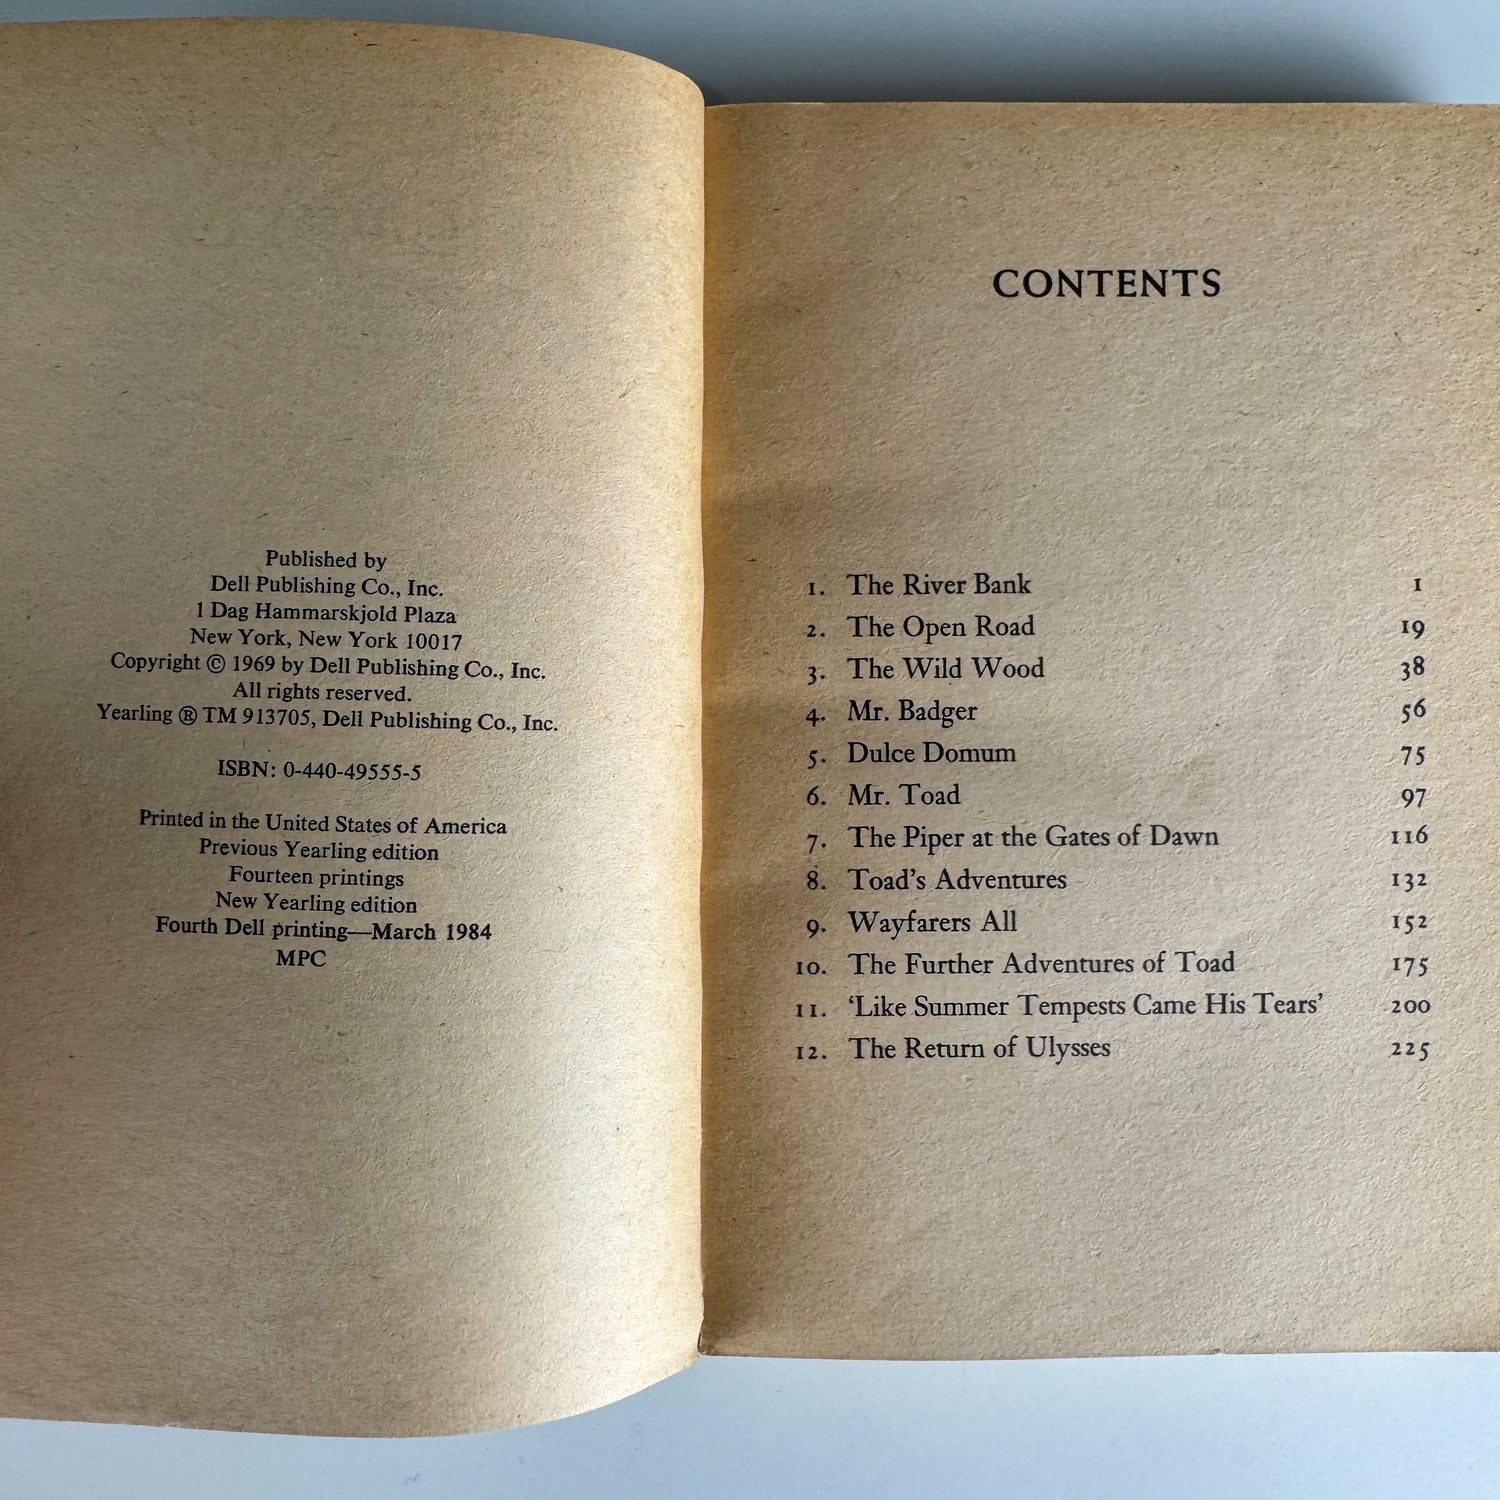 Published by
Dell Publishing Co., Inc.
1 Dag Hammarskjold Plaza
New York, New York 10017
Copyright © 1969 by Dell Publishing Co., Inc.
All rights reserved.
Yearling ® TM 913705, Dell Publishing Co., Inc.
ISBN: 0-440-49555-5
Printed in the United States of America
Previous Yearling edition
Fourteen printings
New Yearling edition
Fourth Dell printing—March 1984
MPC
CONTENTS
1. The River Bank 1
2. The Open Road 19
3. The Wild Wood 38
4. Mr. Badger 56
5. Dulce Domum 75
6. Mr. Toad 97
7. The Piper at the Gates of Dawn 116
8. Toad's Adventures 132
9. Wayfarers All 152
10. The Further Adventures of Toad 175
11. 'Like Summer Tempests Came His Tears' 200
12. The Return of Ulysses 225